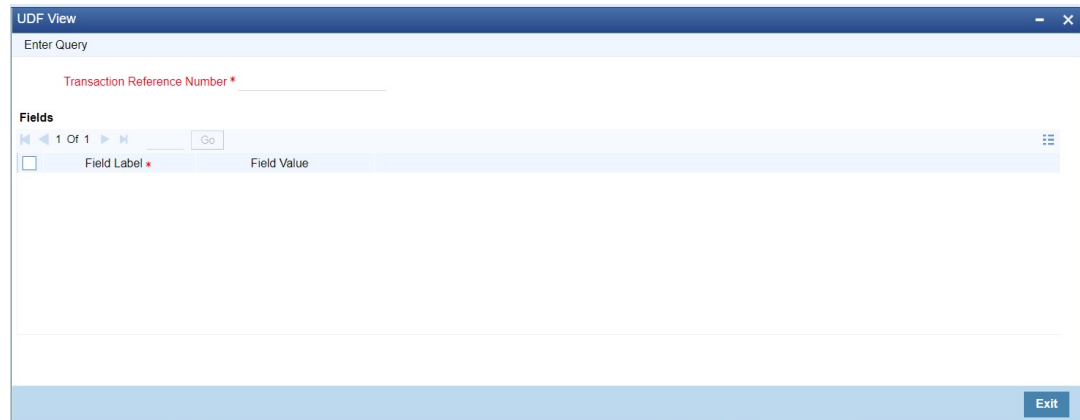 UDF View
Enter Query
Transaction Reference Number *
Fields
1 Of 1 Go
Field Label * Field Value
Exit